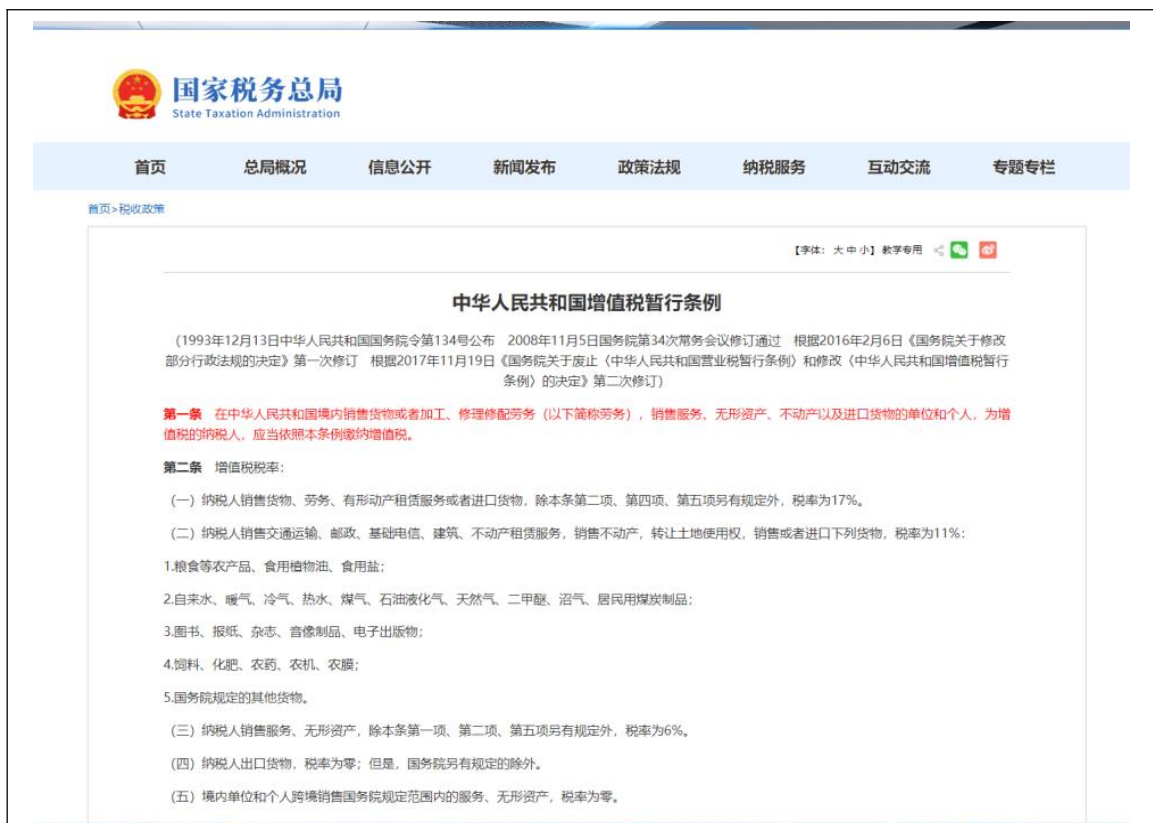 国家税务总局
State Taxation Administration
首页 总局概况 信息公开 新闻发布 政策法规 纳税服务 互动交流 专题专栏
首页>税收政策
【字体：大 中 小】教学专用
中华人民共和国增值税暂行条例
（1993年12月13日中华人民共和国国务院令第134号公布 2008年11月5日国务院第34次常务会议修订通过 根据2016年2月6日《国务院关于修改
部分行政法规的决定》第一次修订 根据2017年11月19日《国务院关于废止〈中华人民共和国营业税暂行条例〉和修改〈中华人民共和国增值税暂行
条例〉的决定》第二次修订）
第一条 在中华人民共和国境内销售货物或者加工、修理修配劳务（以下简称劳务），销售服务、无形资产、不动产以及进口货物的单位和个人，为增
值税的纳税人，应当依照本条例缴纳增值税。
第二条 增值税税率：
（一）纳税人销售货物、劳务、有形动产租赁服务或者进口货物，除本条第二项、第四项、第五项另有规定外，税率为17%。
（二）纳税人销售交通运输、邮政、基础电信、建筑、不动产租赁服务，销售不动产，转让土地使用权，销售或者进口下列货物，税率为11%：
1.粮食等农产品、食用植物油、食用盐；
2.自来水、暖气、冷气、热水、煤气、石油液化气、天然气、二甲醚、沼气、居民用煤炭制品；
3.图书、报纸、杂志、音像制品、电子出版物；
4.饲料、化肥、农药、农机、农膜；
5.国务院规定的其他货物。
（三）纳税人销售服务、无形资产，除本条第一项、第二项、第五项另有规定外，税率为6%。
（四）纳税人出口货物，税率为零；但是，国务院另有规定的除外。
（五）境内单位和个人跨境销售国务院规定范围内的服务、无形资产，税率为零。